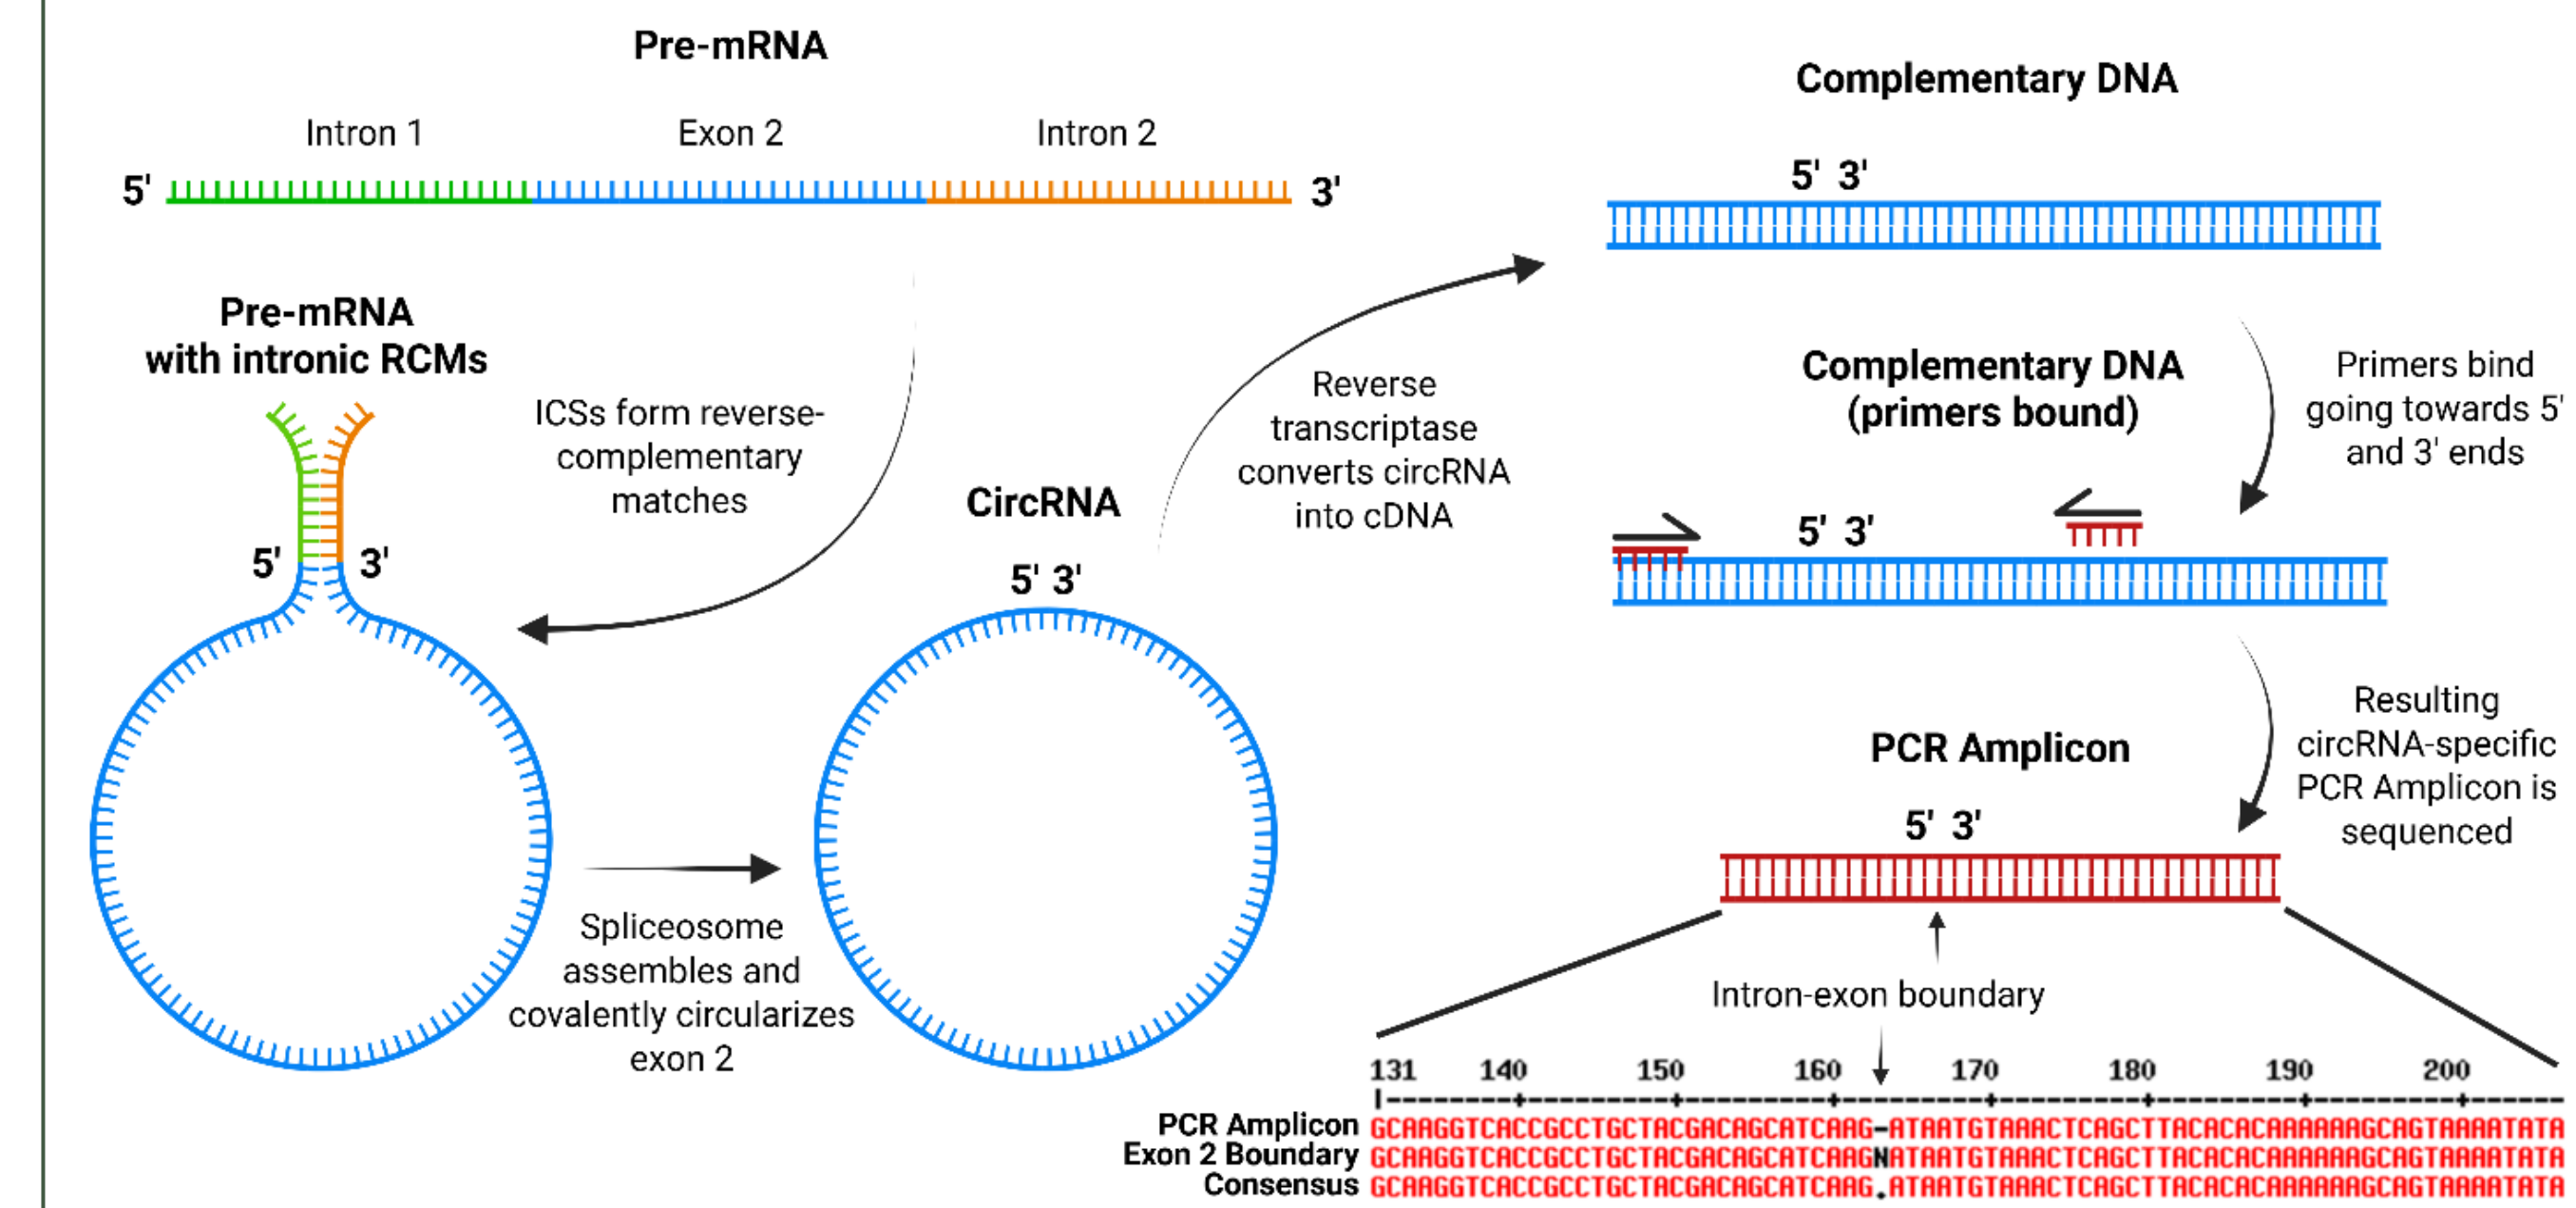 Pre-mRNA
Intron 1
Exon 2
Intron 2
5'
3'
Pre-mRNA
with intronic RCMs
5'
3'
ICSs form reverse-
complementary
matches
Spliceosome
assembles and
covalently circularizes
exon 2
CircRNA
5' 3'
Reverse
transcriptase
converts circRNA
into cDNA
Complementary DNA
5' 3'
Primers bind
going towards 5'
and 3' ends
Complementary DNA
(primers bound)
5' 3'
Resulting
circRNA-specific
PCR Amplicon is
sequenced
PCR Amplicon
5' 3'
Intron-exon boundary
131 140 150 160 170 180 190 200
|--------+---------+---------+---------+---------+---------+---------+------
PCR Amplicon GCAAGGTCACCGCCTGCTACGACAGCATCAAG-ATAATGTAAACTCAGCTTACACACAAAAAAGCAGTAAAATATA
Exon 2 Boundary GCAAGGTCACCGCCTGCTACGACAGCATCAAGNATAATGTAAACTCAGCTTACACACAAAAAAGCAGTAAAATATA
Consensus GCAAGGTCACCGCCTGCTACGACAGCATCAAG.ATAATGTAAACTCAGCTTACACACAAAAAAGCAGTAAAATATA